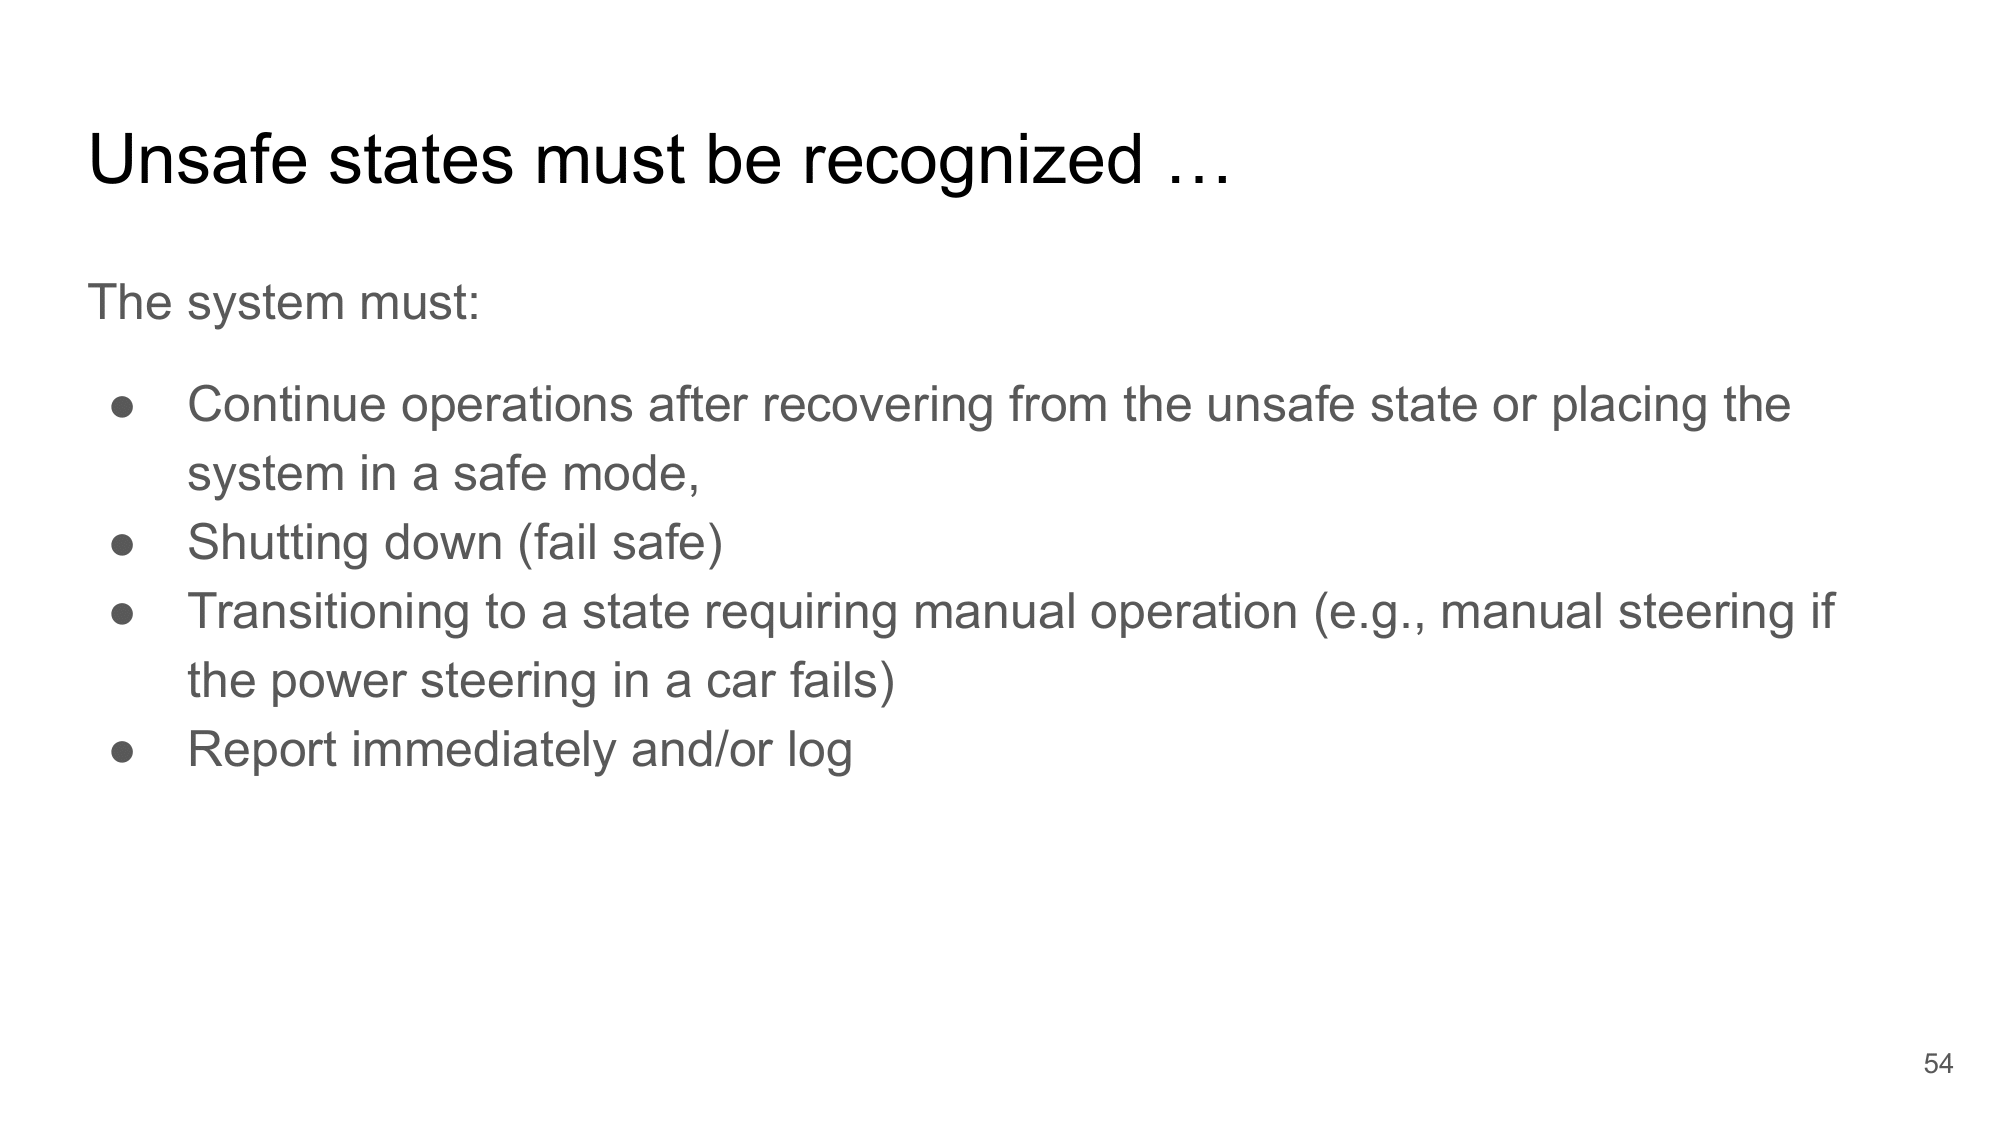 Unsafe states must be recognized …
The system must:
● Continue operations after recovering from the unsafe state or placing the
system in a safe mode,
● Shutting down (fail safe)
● Transitioning to a state requiring manual operation (e.g., manual steering if
the power steering in a car fails)
● Report immediately and/or log
54